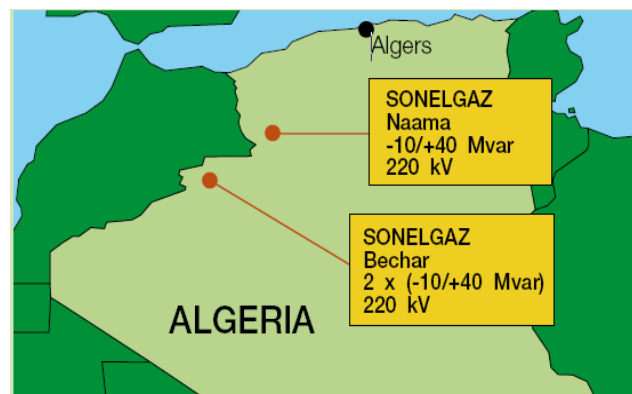 Algers
SONELGAZ
Naama
-10/+40 Mvar
220 kV
SONELGAZ
Bechar
2 x (-10/+40 Mvar)
220 kV
ALGERIA